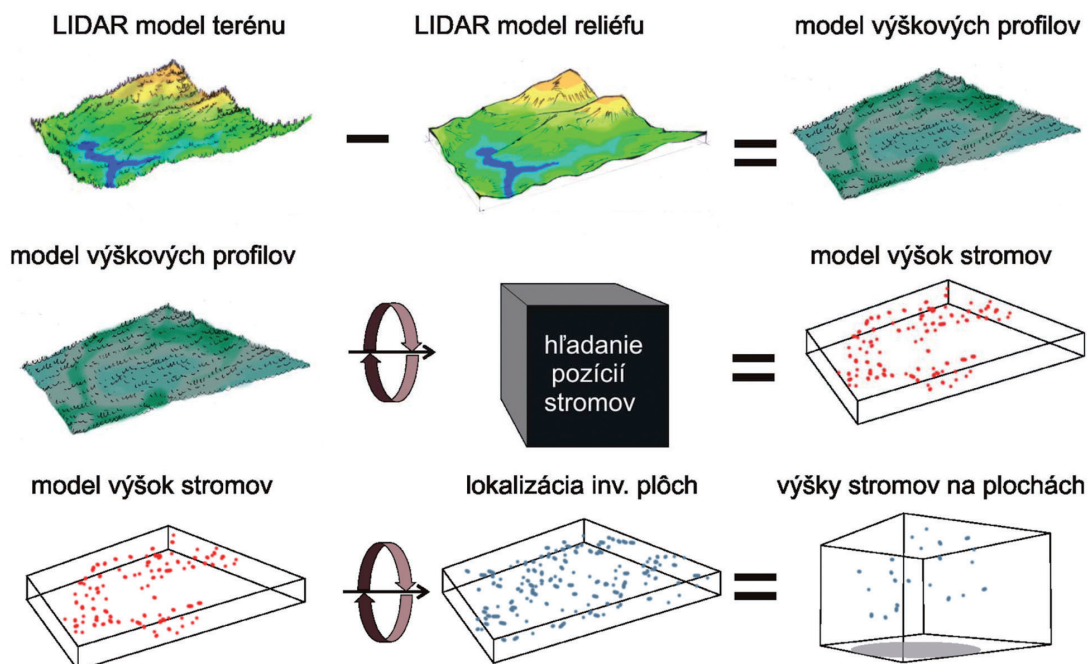 LIDAR model terénu
LIDAR model reliéfu
model výškových profilov
model výškových profilov
model výšok stromov
hľadanie
pozícií
stromov
model výšok stromov
lokalizácia inv. plôch
výšky stromov na plochách